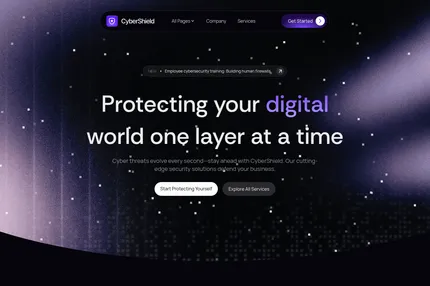 CyberShield
All Pages
Company
Services
Get Started
Employee cybersecurity training. Building human firewalls.
Protecting your digital
world one layer at a time
Cyber threats evolve every second—stay ahead with CyberShield. Our cutting-
edge security solutions defend your business.
Start Protecting Yourself
Explore All Services